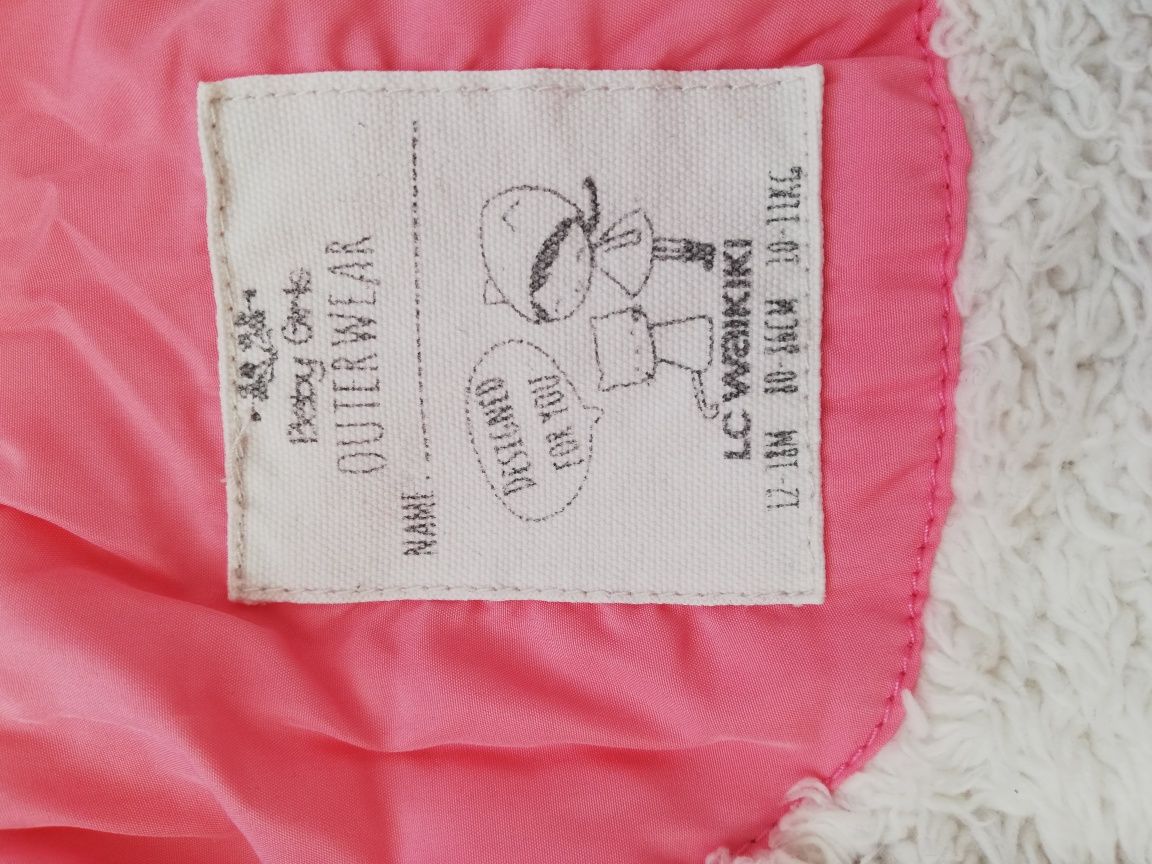 Baby Girls
OUTERWEAR
NAME
DESIGNED
FOR YOU
LC WAIKIKI
12-18M 80-86CM 10-11KG